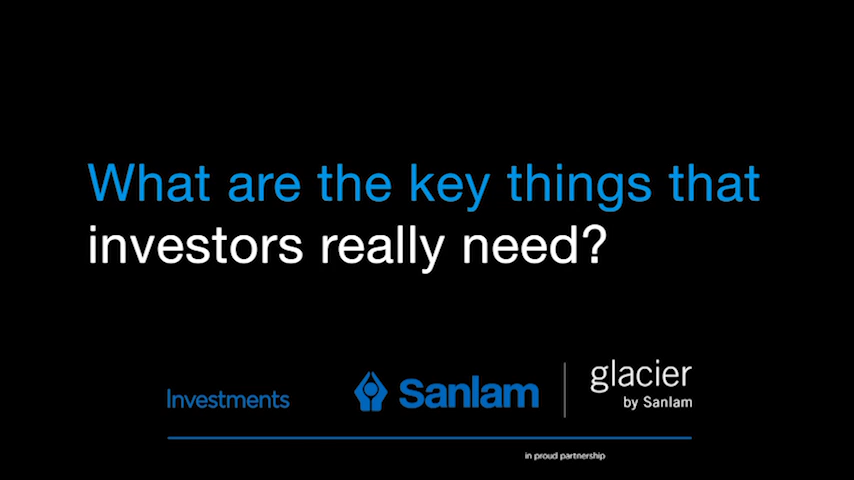 What are the key things that
investors really need?
Investments
Sanlam
glacier
by Sanlam
in proud partnership